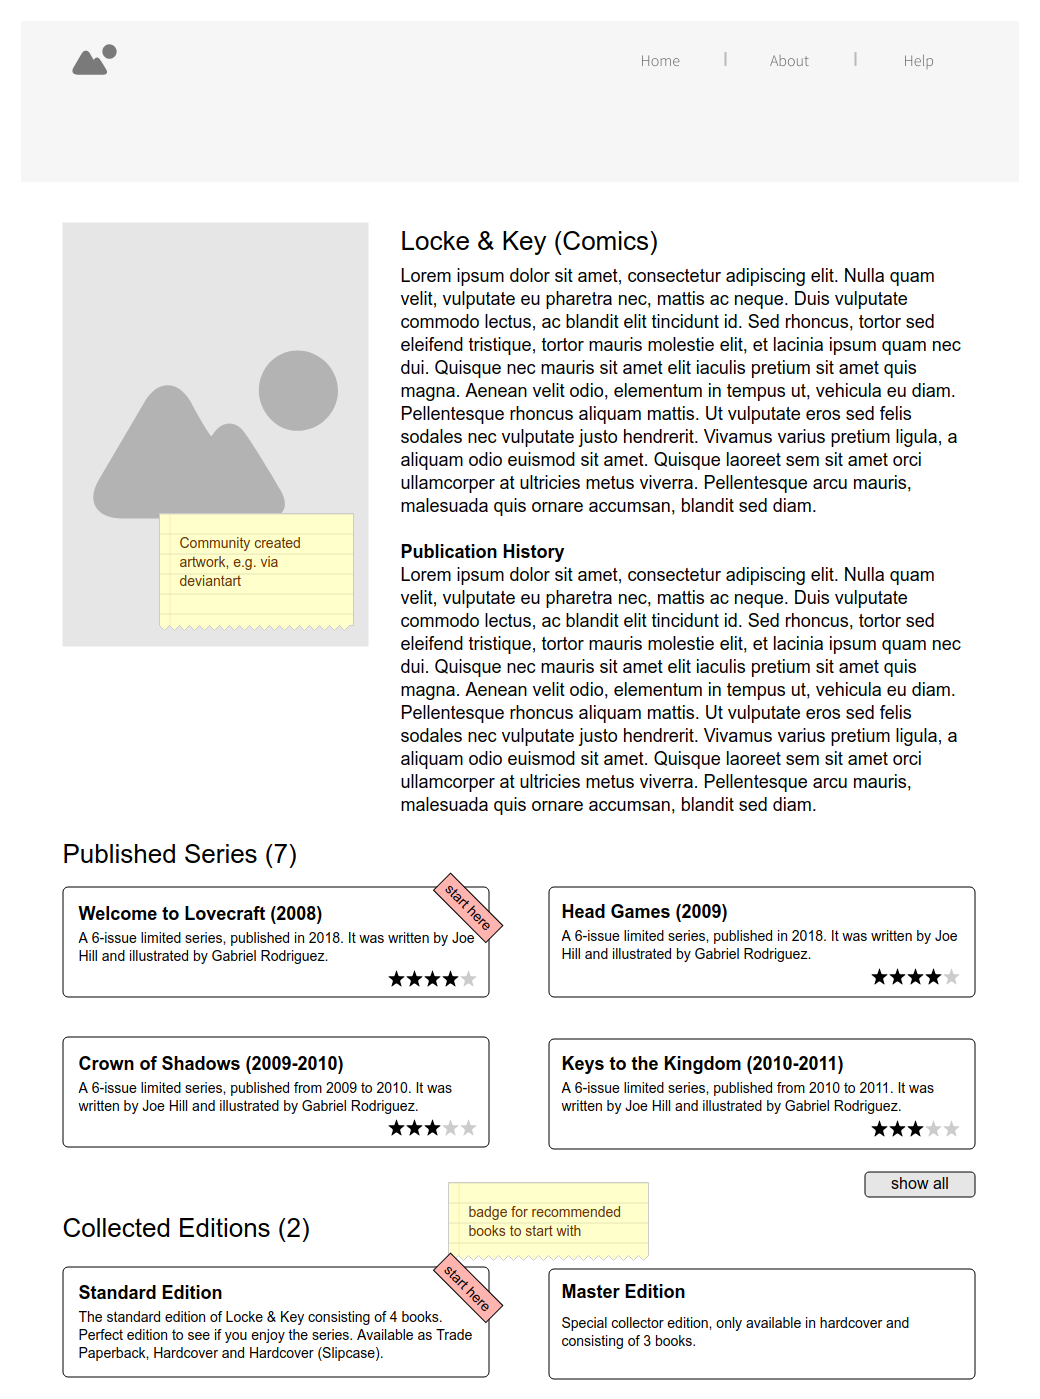 Home | About | Help
Locke & Key (Comics)
Lorem ipsum dolor sit amet, consectetur adipiscing elit. Nulla quam
velit, vulputate eu pharetra nec, mattis ac neque. Duis vulputate
commodo lectus, ac blandit elit tincidunt id. Sed rhoncus, tortor sed
eleifend tristique, tortor mauris molestie elit, et lacinia ipsum quam nec
dui. Quisque nec mauris sit amet elit iaculis pretium sit amet quis
magna. Aenean velit odio, elementum in tempus ut, vehicula eu diam.
Pellentesque rhoncus aliquam mattis. Ut vulputate eros sed felis
sodales nec vulputate justo hendrerit. Vivamus varius pretium ligula, a
aliquam odio euismod sit amet. Quisque laoreet sem sit amet orci
ullamcorper at ultricies metus viverra. Pellentesque arcu mauris,
malesuada quis ornare accumsan, blandit sed diam.
Community created
artwork, e.g. via
deviantart
Publication History
Lorem ipsum dolor sit amet, consectetur adipiscing elit. Nulla quam
velit, vulputate eu pharetra nec, mattis ac neque. Duis vulputate
commodo lectus, ac blandit elit tincidunt id. Sed rhoncus, tortor sed
eleifend tristique, tortor mauris molestie elit, et lacinia ipsum quam nec
dui. Quisque nec mauris sit amet elit iaculis pretium sit amet quis
magna. Aenean velit odio, elementum in tempus ut, vehicula eu diam.
Pellentesque rhoncus aliquam mattis. Ut vulputate eros sed felis
sodales nec vulputate justo hendrerit. Vivamus varius pretium ligula, a
aliquam odio euismod sit amet. Quisque laoreet sem sit amet orci
ullamcorper at ultricies metus viverra. Pellentesque arcu mauris,
malesuada quis ornare accumsan, blandit sed diam.
Published Series (7)
Welcome to Lovecraft (2008)
start here
A 6-issue limited series, published in 2018. It was written by Joe
Hill and illustrated by Gabriel Rodriguez.
Head Games (2009)
A 6-issue limited series, published in 2018. It was written by Joe
Hill and illustrated by Gabriel Rodriguez.
Crown of Shadows (2009-2010)
A 6-issue limited series, published from 2009 to 2010. It was
written by Joe Hill and illustrated by Gabriel Rodriguez.
Keys to the Kingdom (2010-2011)
A 6-issue limited series, published from 2010 to 2011. It was
written by Joe Hill and illustrated by Gabriel Rodriguez.
show all
badge for recommended
books to start with
Collected Editions (2)
Standard Edition
start here
The standard edition of Locke & Key consisting of 4 books.
Perfect edition to see if you enjoy the series. Available as Trade
Paperback, Hardcover and Hardcover (Slipcase).
Master Edition
Special collector edition, only available in hardcover and
consisting of 3 books.